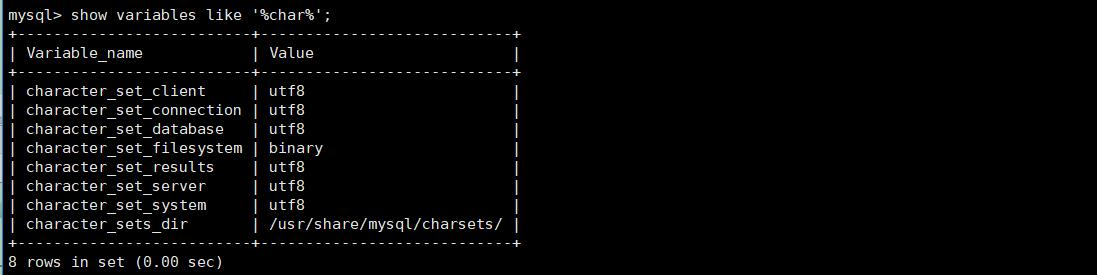 mysql> show variables like '%char%';
+--------------------------+----------------------------+
| Variable_name            | Value                      |
+--------------------------+----------------------------+
| character_set_client     | utf8                       |
| character_set_connection | utf8                       |
| character_set_database   | utf8                       |
| character_set_filesystem | binary                     |
| character_set_results    | utf8                       |
| character_set_server     | utf8                       |
| character_set_system     | utf8                       |
| character_sets_dir       | /usr/share/mysql/charsets/ |
+--------------------------+----------------------------+
8 rows in set (0.00 sec)